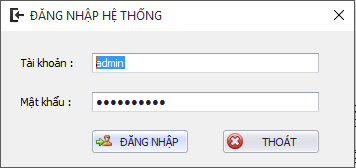 ĐĂNG NHẬP HỆ THỐNG
Tài khoản : admin
Mật khẩu : ●●●●●●●●●●
ĐĂNG NHẬP THOÁT